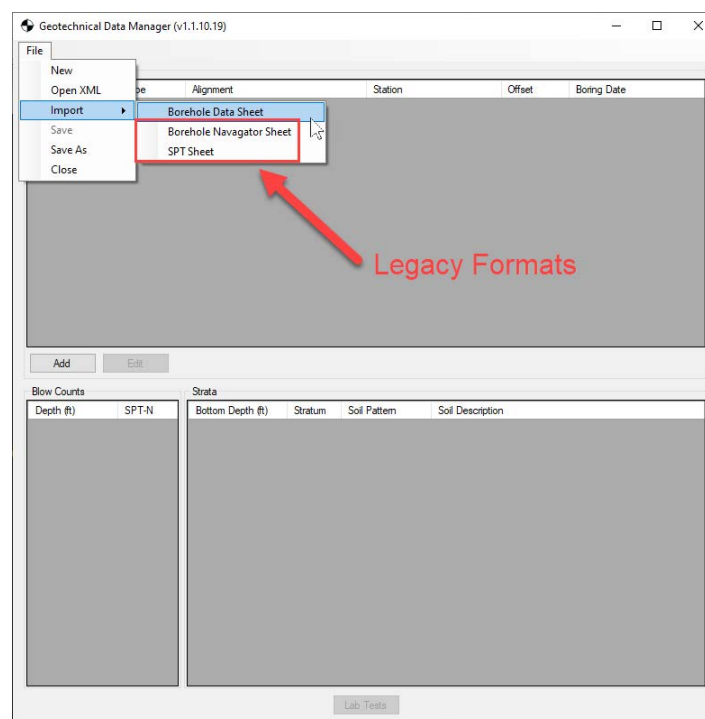 Geotechnical Data Manager (v1.1.10.19)
File
New
Open XML
Import
Save
Save As
Close
Borehole Data Sheet
Borehole Navagator Sheet
SPT Sheet
pe Alignment Station Offset Boring Date
Legacy Formats
Add Edit
Blow Counts Strata
Depth (ft) SPT-N Bottom Depth (ft) Stratum Soil Pattern Soil Description
Lab Tests